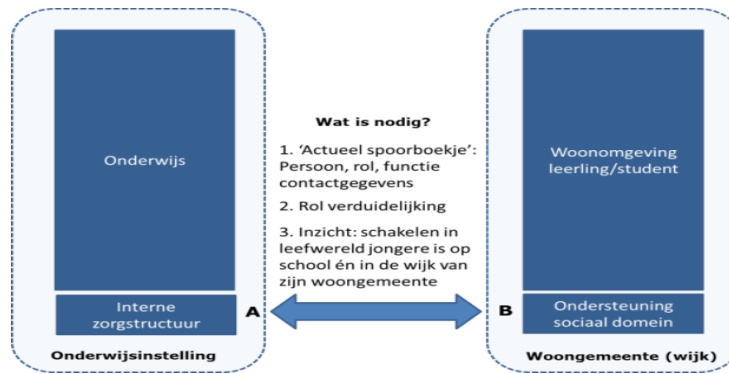 Onderwijs
Interne
zorgstructuur
A
Onderwijsinstelling
Wat is nodig?
1. ‘Actueel spoorboekje’:
Persoon, rol, functie
contactgegevens
2. Rol verduidelijking
3. Inzicht: schakelen in
leefwereld jongere is op
school én in de wijk van
zijn woongemeente
Woonomgeving
leerling/student
B
Ondersteuning
sociaal domein
Woongemeente (wijk)